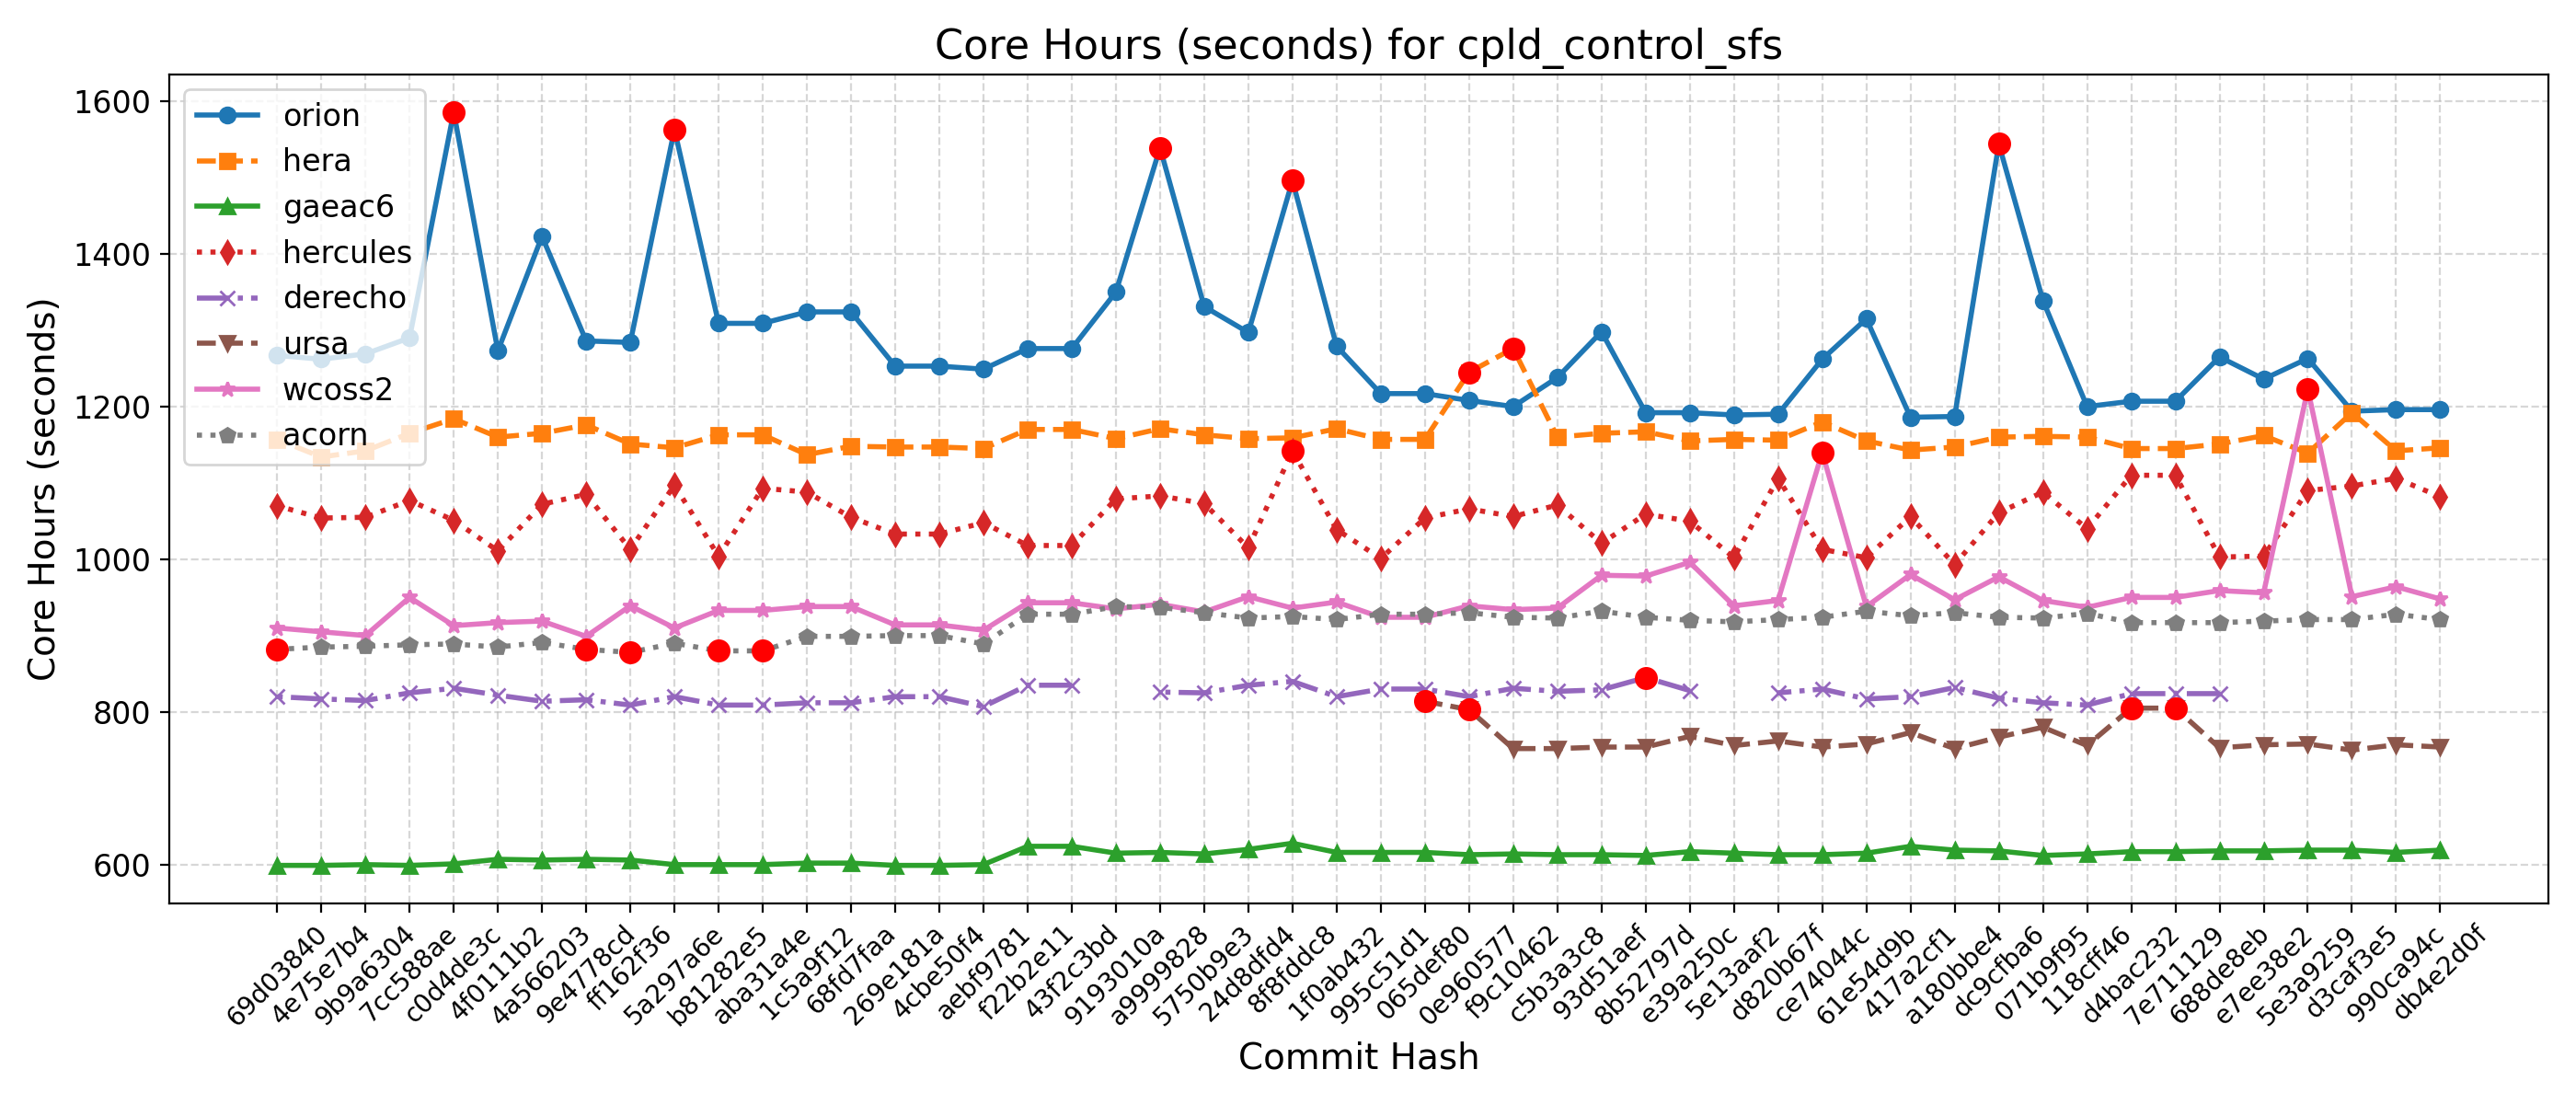 Core Hours (seconds) for cpld_control_sfs
Core Hours (seconds)
1600
1400
1200
1000
800
600
orion
hera
gaeac6
hercules
derecho
ursa
wcoss2
acorn
69d03840
4e75e7b4
9b9a6304
7cc588ae
c0d4de3c
4f0111b2
4a566203
9e4778cd
ff162f36
5a297a6e
b81282e5
aba31a4e
1c5a9f12
68fd7faa
269e181a
4cbe50f4
aebf9781
f22b2e11
43f2c3bd
9193010a
a9999828
5750b9e3
24d8dfd4
8f8fddc8
1f0ab432
995c51d1
065def80
0e960577
f9c10462
c5b3a3c8
93d51aef
8b52797d
e39a250c
5e13aaf2
d820b67f
ce74044c
61e54d9b
417a2cf1
a180bbe4
dc9cfba6
071b9f95
118cff46
d4bac232
7e711129
688de8eb
e7ee38e2
5e3a9259
d3caf3e5
990ca94c
db4e2d0f
Commit Hash